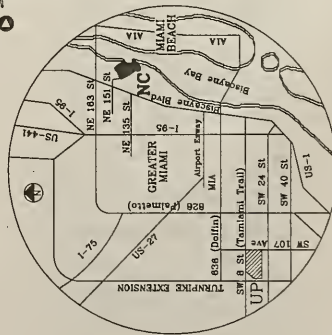 MIAMI
BEACH
A1A
A1A
Biscayne Bay
Biscayne Blvd
NC
NE 163 St
NE 151 St
NE 135 St
I-95
I-95
US-441
GREATER
MIAMI
Airport Exway
MIA
836 (Dolfin)
SW 8 St (Tamiami Trail)
SW 24 St
SW 40 St
US-1
826 (Palmetto)
SW 107 Ave
I-75
US-27
TURNPIKE EXTENSION
UP